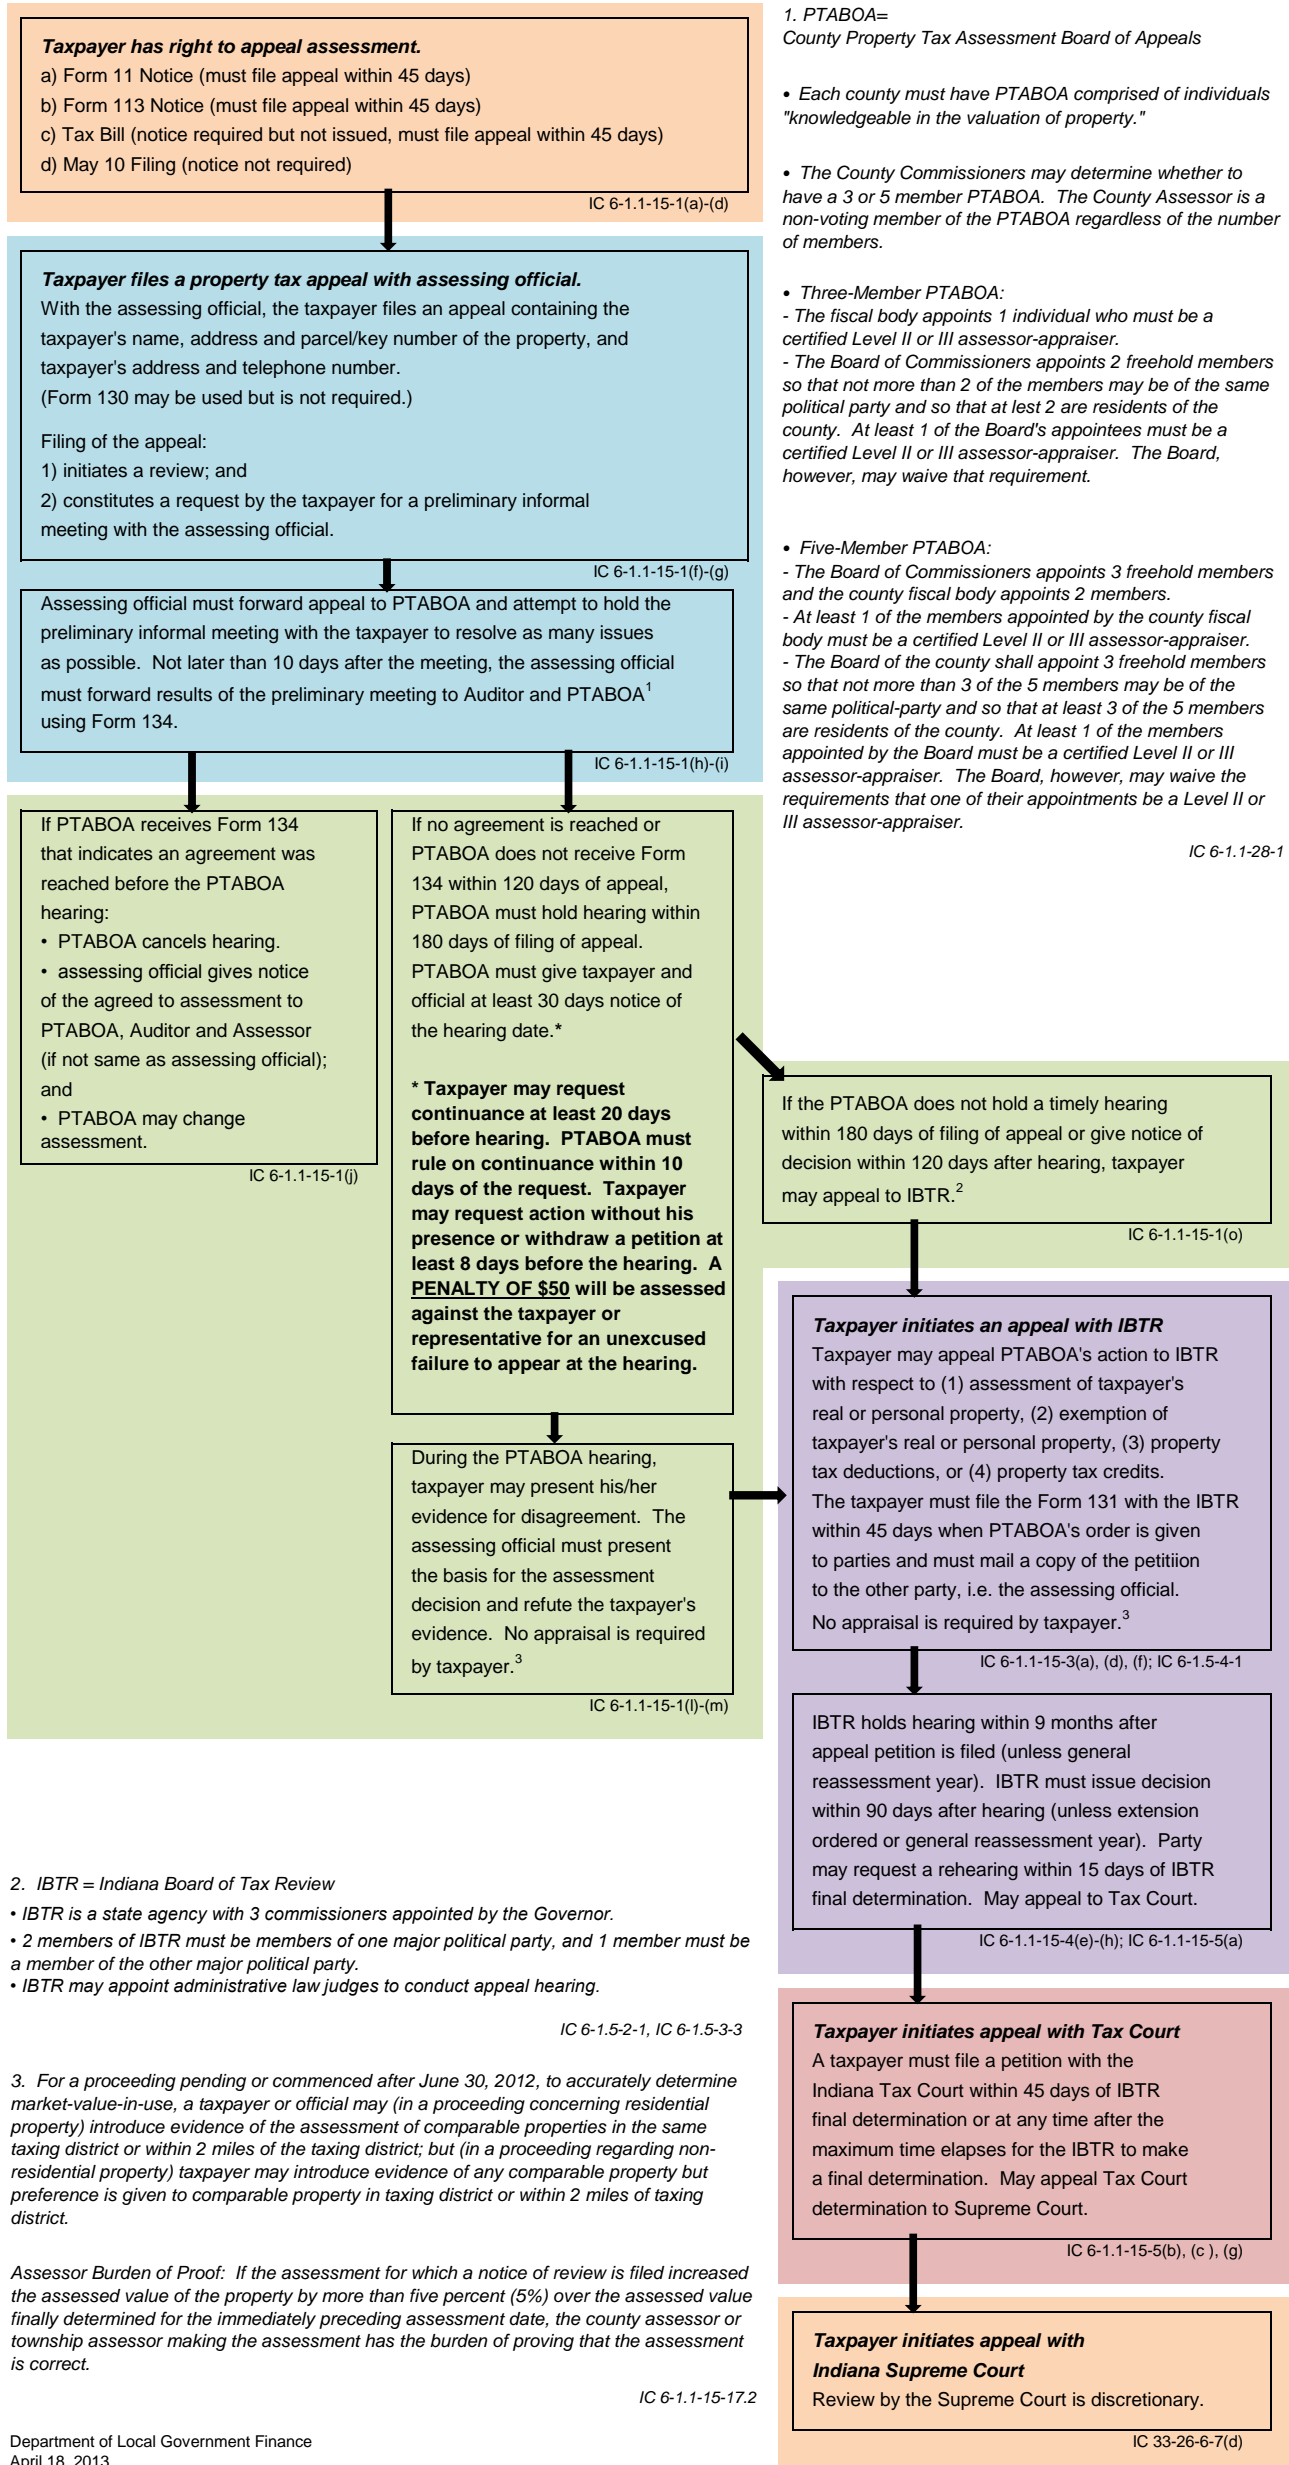 Taxpayer has right to appeal assessment.
a) Form 11 Notice (must file appeal within 45 days)
b) Form 113 Notice (must file appeal within 45 days)
c) Tax Bill (notice required but not issued, must file appeal within 45 days)
d) May 10 Filing (notice not required)
IC 6-1.1-15-1(a)-(d)
Taxpayer files a property tax appeal with assessing official.
With the assessing official, the taxpayer files an appeal containing the
taxpayer's name, address and parcel/key number of the property, and
taxpayer's address and telephone number.
(Form 130 may be used but is not required.)
Filing of the appeal:
1) initiates a review; and
2) constitutes a request by the taxpayer for a preliminary informal
meeting with the assessing official.
IC 6-1.1-15-1(f)-(g)
Assessing official must forward appeal to PTABOA and attempt to hold the
preliminary informal meeting with the taxpayer to resolve as many issues
as possible.  Not later than 10 days after the meeting, the assessing official
must forward results of the preliminary meeting to Auditor and PTABOA1
using Form 134.
IC 6-1.1-15-1(h)-(i)
If PTABOA receives Form 134
that indicates an agreement was
reached before the PTABOA
hearing:
• PTABOA cancels hearing.
• assessing official gives notice
of the agreed to assessment to
PTABOA, Auditor and Assessor
(if not same as assessing official);
and
• PTABOA may change
assessment.
IC 6-1.1-15-1(j)
If no agreement is reached or
PTABOA does not receive Form
134 within 120 days of appeal,
PTABOA must hold hearing within
180 days of filing of appeal.
PTABOA must give taxpayer and
official at least 30 days notice of
the hearing date.*
* Taxpayer may request
continuance at least 20 days
before hearing.  PTABOA must
rule on continuance within 10
days of the request.  Taxpayer
may request action without his
presence or withdraw a petition at
least 8 days before the hearing.  A
PENALTY OF $50 will be assessed
against the taxpayer or
representative for an unexcused
failure to appear at the hearing.
During the PTABOA hearing,
taxpayer may present his/her
evidence for disagreement.  The
assessing official must present
the basis for the assessment
decision and refute the taxpayer's
evidence.  No appraisal is required
by taxpayer.3
IC 6-1.1-15-1(l)-(m)
1. PTABOA=
County Property Tax Assessment Board of Appeals
• Each county must have PTABOA comprised of individuals
"knowledgeable in the valuation of property."
• The County Commissioners may determine whether to
have a 3 or 5 member PTABOA.  The County Assessor is a
non-voting member of the PTABOA regardless of the number
of members.
• Three-Member PTABOA:
- The fiscal body appoints 1 individual who must be a
certified Level II or III assessor-appraiser.
- The Board of Commissioners appoints 2 freehold members
so that not more than 2 of the members may be of the same
political party and so that at lest 2 are residents of the
county.  At least 1 of the Board's appointees must be a
certified Level II or III assessor-appraiser.  The Board,
however, may waive that requirement.
• Five-Member PTABOA:
- The Board of Commissioners appoints 3 freehold members
and the county fiscal body appoints 2 members.
- At least 1 of the members appointed by the county fiscal
body must be a certified Level II or III assessor-appraiser.
- The Board of the county shall appoint 3 freehold members
so that not more than 3 of the 5 members may be of the
same political-party and so that at least 3 of the 5 members
are residents of the county.  At least 1 of the members
appointed by the Board must be a certified Level II or III
assessor-appraiser.  The Board, however, may waive the
requirements that one of their appointments be a Level II or
III assessor-appraiser.
IC 6-1.1-28-1
If the PTABOA does not hold a timely hearing
within 180 days of filing of appeal or give notice of
decision within 120 days after hearing, taxpayer
may appeal to IBTR.2
IC 6-1.1-15-1(o)
Taxpayer initiates an appeal with IBTR
Taxpayer may appeal PTABOA's action to IBTR
with respect to (1) assessment of taxpayer's
real or personal property, (2) exemption of
taxpayer's real or personal property, (3) property
tax deductions, or (4) property tax credits.
The taxpayer must file the Form 131 with the IBTR
within 45 days when PTABOA's order is given
to parties and must mail a copy of the petitiion
to the other party, i.e. the assessing official.
No appraisal is required by taxpayer.3
IC 6-1.1-15-3(a), (d), (f); IC 6-1.5-4-1
IBTR holds hearing within 9 months after
appeal petition is filed (unless general
reassessment year).  IBTR must issue decision
within 90 days after hearing (unless extension
ordered or general reassessment year).  Party
may request a rehearing within 15 days of IBTR
final determination.  May appeal to Tax Court.
IC 6-1.1-15-4(e)-(h); IC 6-1.1-15-5(a)
Taxpayer initiates appeal with Tax Court
A taxpayer must file a petition with the
Indiana Tax Court within 45 days of IBTR
final determination or at any time after the
maximum time elapses for the IBTR to make
a final determination.  May appeal Tax Court
determination to Supreme Court.
IC 6-1.1-15-5(b), (c ), (g)
Taxpayer initiates appeal with
Indiana Supreme Court
Review by the Supreme Court is discretionary.
IC 33-26-6-7(d)
2.  IBTR = Indiana Board of Tax Review
• IBTR is a state agency with 3 commissioners appointed by the Governor.
• 2 members of IBTR must be members of one major political party, and 1 member must be
a member of the other major political party.
• IBTR may appoint administrative law judges to conduct appeal hearing.
IC 6-1.5-2-1, IC 6-1.5-3-3
3.  For a proceeding pending or commenced after June 30, 2012, to accurately determine
market-value-in-use, a taxpayer or official may (in a proceeding concerning residential
property) introduce evidence of the assessment of comparable properties in the same
taxing district or within 2 miles of the taxing district; but (in a proceeding regarding non-
residential property) taxpayer may introduce evidence of any comparable property but
preference is given to comparable property in taxing district or within 2 miles of taxing
district.
Assessor Burden of Proof:  If the assessment for which a notice of review is filed increased
the assessed value of the property by more than five percent (5%) over the assessed value
finally determined for the immediately preceding assessment date, the county assessor or
township assessor making the assessment has the burden of proving that the assessment
is correct.
IC 6-1.1-15-17.2
Department of Local Government Finance
April 18, 2013